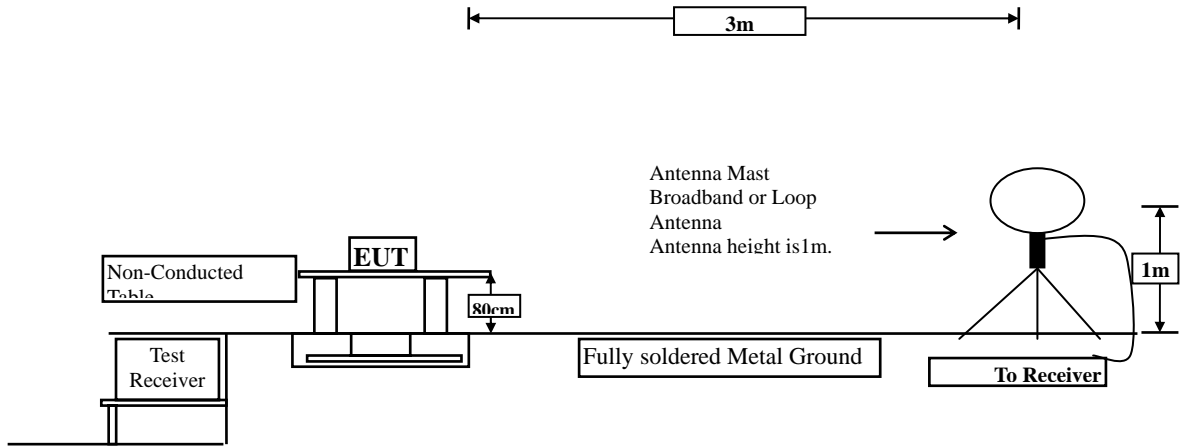 3m
Antenna Mast
Broadband or Loop
Antenna
Antenna height is1m.
EUT
Non-Conducted
Table
80cm
1m
Test
Receiver
Fully soldered Metal Ground
To Receiver